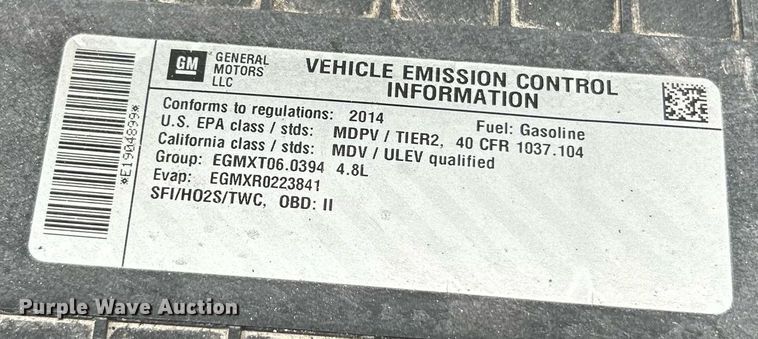 GM
GENERAL
MOTORS
LLC
VEHICLE EMISSION CONTROL
INFORMATION
Conforms to regulations: 2014 Fuel: Gasoline
U.S. EPA class / stds: MDPV / TIER2, 40 CFR 1037.104
California class / stds: MDV / ULEV qualified
Group: EGMXT06.0394 4.8L
Evap: EGMXR0223841
SFI/HO2S/TWC, OBD: II
*E1904899*
Purple Wave Auction